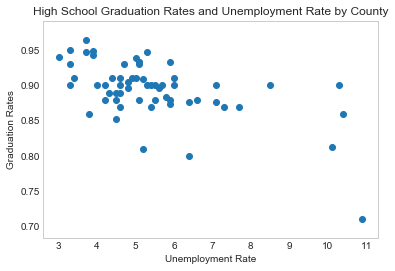 High School Graduation Rates and Unemployment Rate by County
Graduation Rates
0.95
0.90
0.85
0.80
0.75
0.70
3 4 5 6 7 8 9 10 11
Unemployment Rate